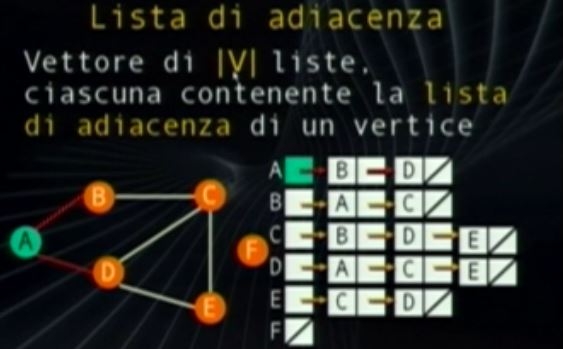 Lista di adiacenza
Vettore di |V| liste,
ciascuna contenente la lista
di adiacenza di un vertice
A B D
B A C
C B D E
D A C E
E C D
F
B C
A F
D
E